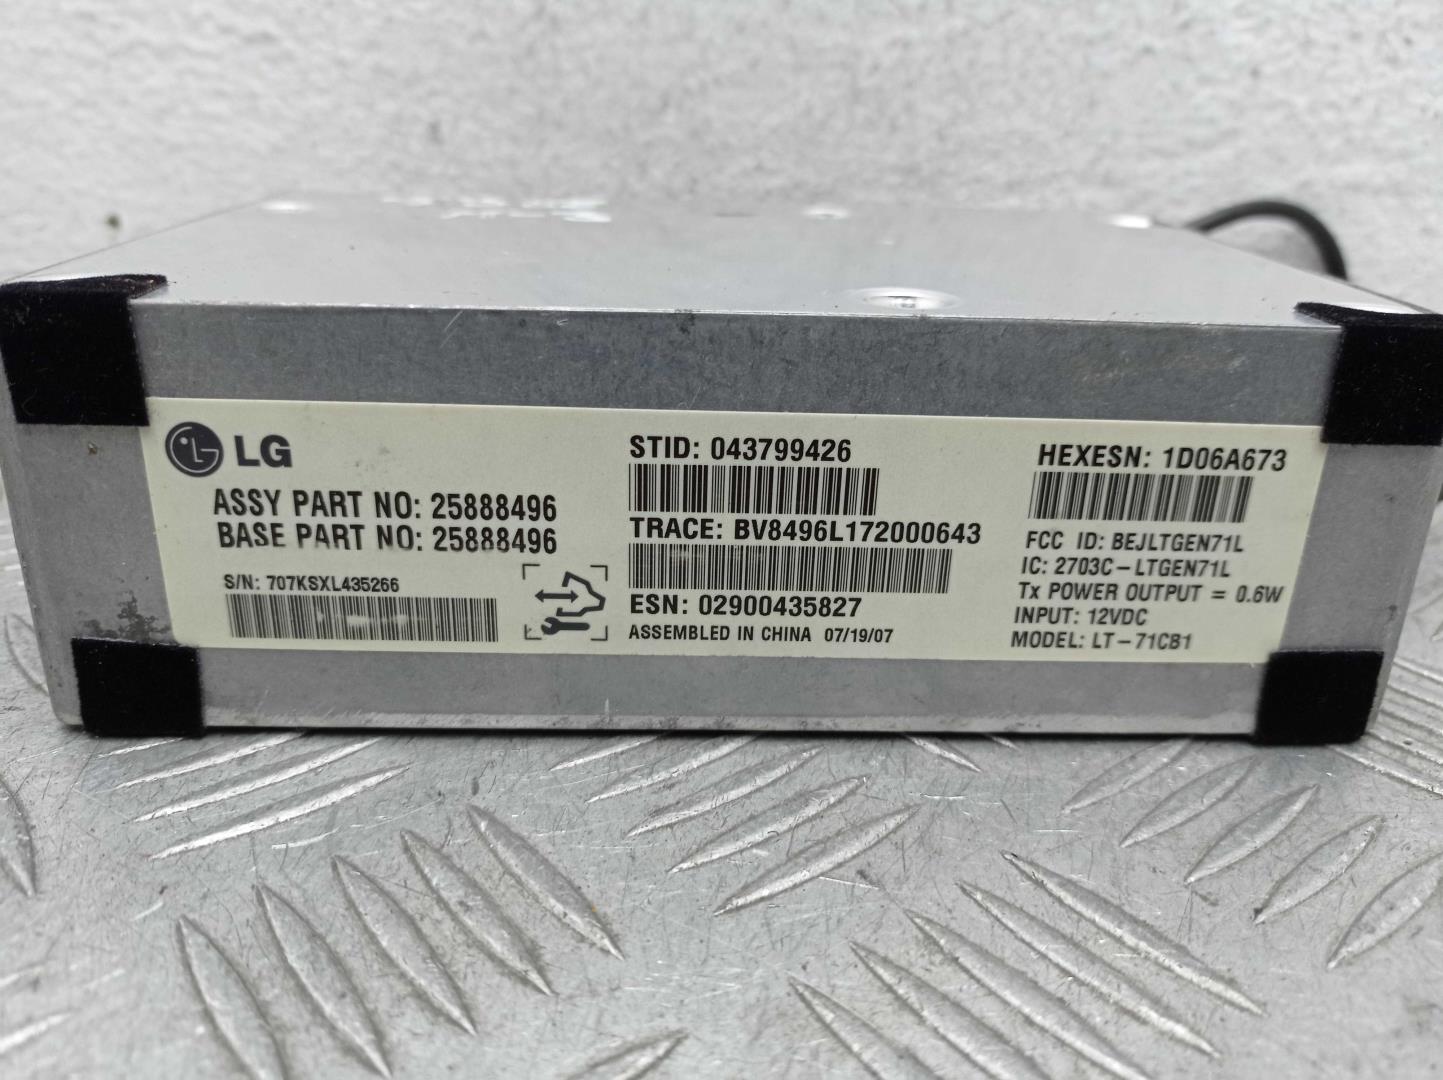 LG
ASSY PART NO: 25888496
BASE PART NO: 25888496
S/N: 707KSXL435266
STID: 043799426
TRACE: BV8496L172000643
ESN: 02900435827
ASSEMBLED IN CHINA 07/19/07
HEXESN: 1D06A673
FCC ID: BEJLTGEN71L
IC: 2703C-LTGEN71L
Tx POWER OUTPUT = 0.6W
INPUT: 12VDC
MODEL: LT-71CB1